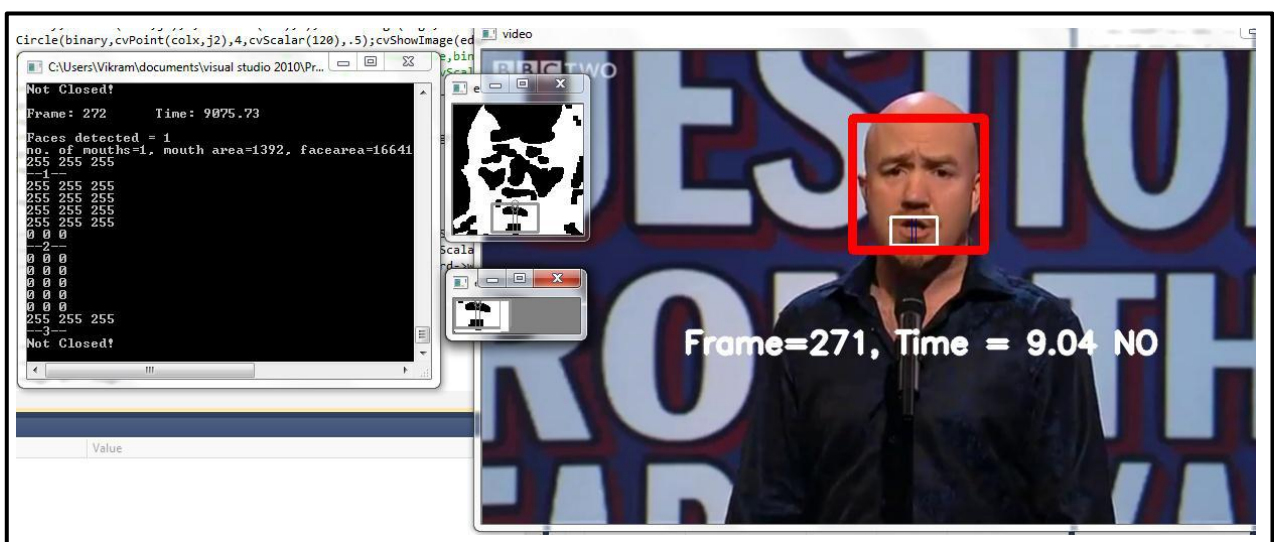 Circle(binary,cvPoint(colx,j2),4,cvScalar(120),.5);cvShowImage(ed
C:\Users\Vikram\documents\visual studio 2010\Pr...
Not Closed!
Frame: 272 Time: 9075.73
Faces detected = 1
no. of mouths=1, mouth area=1392, facearea=16641
255 255 255
--1--
255 255 255
255 255 255
255 255 255
255 255 255
0 0 0
--2--
0 0 0
0 0 0
0 0 0
0 0 0
0 0 0
255 255 255
--3--
Not Closed!
Value
e,bin
Scala
e
video
BBC TWO
Frame=271, Time = 9.04 NO